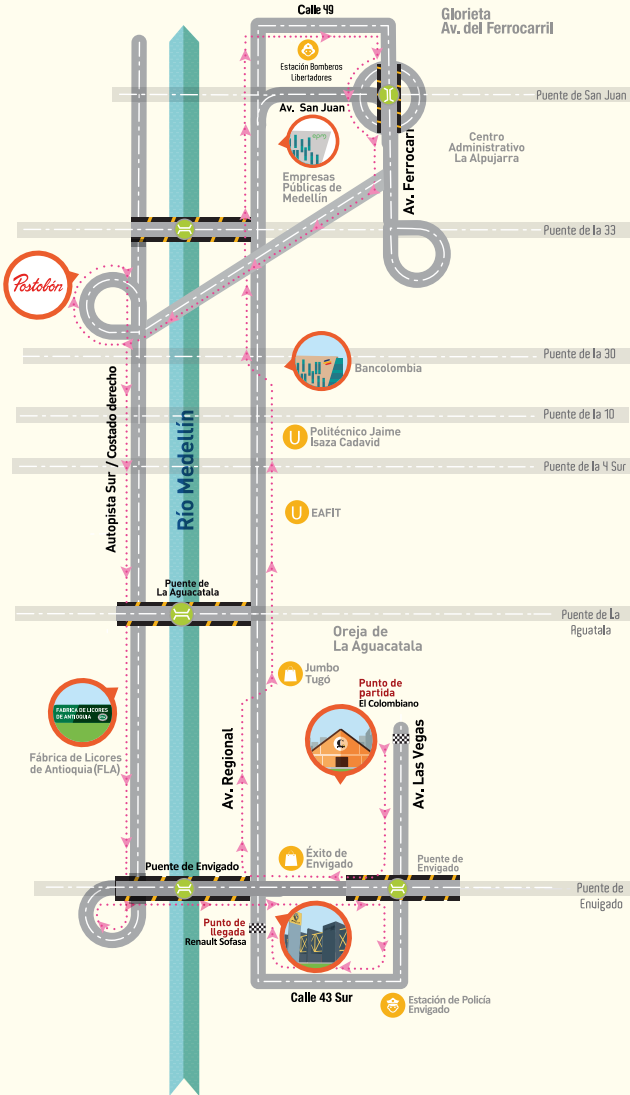 Calle 49
Glorieta
Av. del Ferrocarril
Estación Bomberos
Libertadores
Puente de San Juan
Av. San Juan
epm
Centro
Administrativo
La Alpujarra
Empresas
Públicas de
Medellín
Av. Ferrocarri
Puente de la 33
Postobón
Puente de la 30
Bancolombia
Autopista Sur / Costado derecho
Río Medellín
Puente de la 10
Politécnico Jaime
Isaza Cadavid
Puente de la 4 Sur
U
U
EAFIT
Puente de
La Aguacatala
Puente de La
Aguatala
Oreja de
La Aguacatala
Jumbo
Tugó
Punto de
partida
El Colombiano
FABRICA DE LICORES
DE ANTIOQUIA
Fábrica de Licores
de Antioquia (FLA)
Av. Regional
Av. Las Vegas
Éxito de
Envigado
Puente de Envigado
Puente de
Envigado
Puente de
Enuigado
Punto de
llegada
Renault Sofasa
Calle 43 Sur
Estación de Policía
Envigado